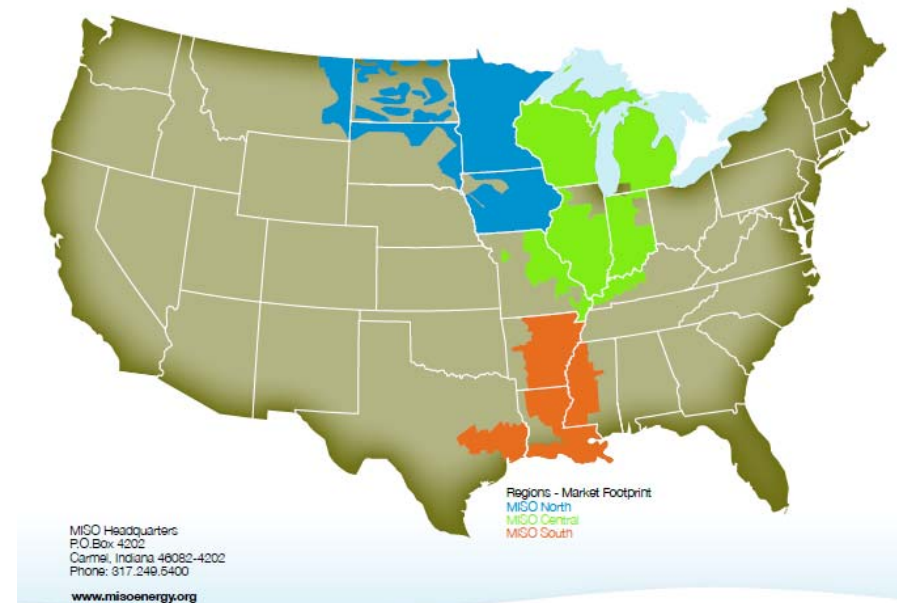 Regions - Market Footprint
MISO North
MISO Central
MISO South
MISO Headquarters
P.O.Box 4202
Carmel, Indiana 46082-4202
Phone: 317.249.5400
www.misoenergy.org